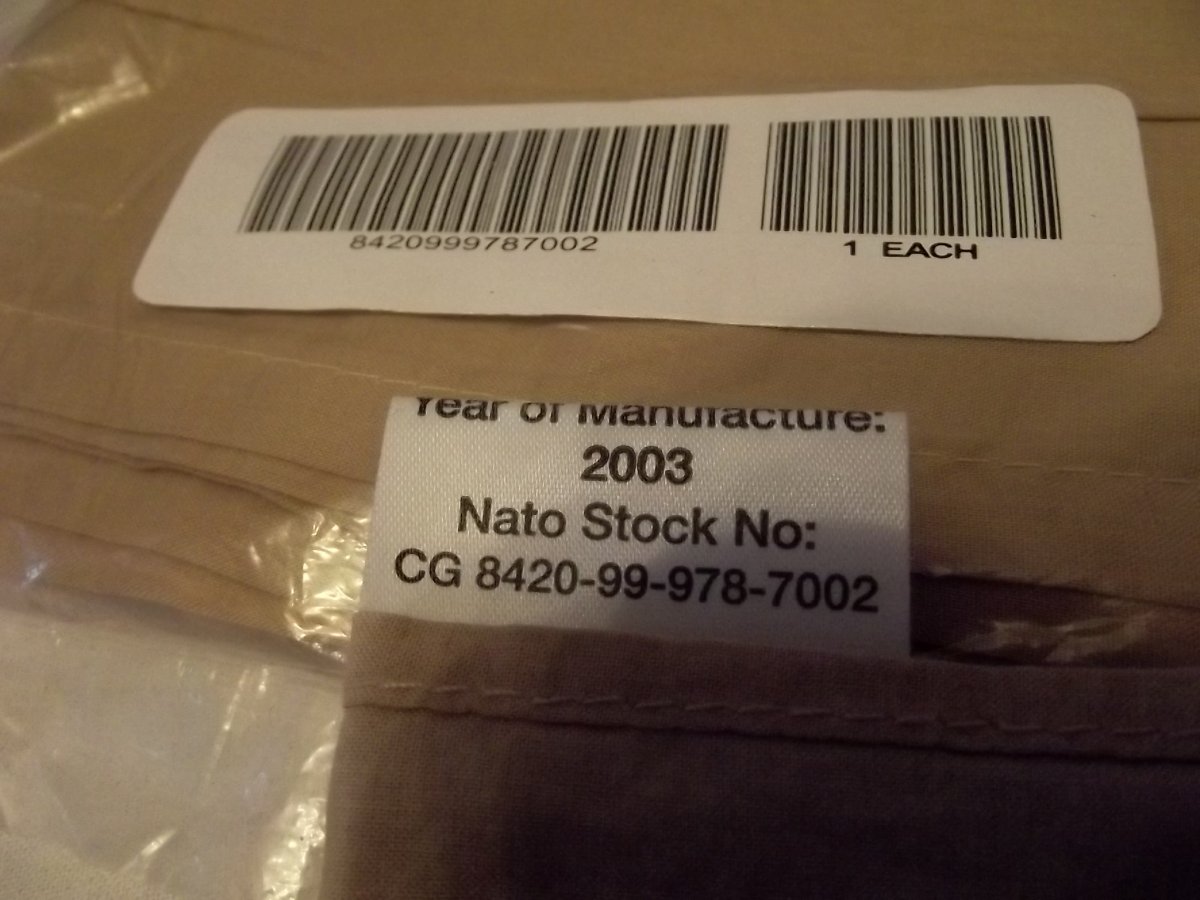 8420999787002
1 EACH
Year of Manufacture:
2003
Nato Stock No:
CG 8420-99-978-7002